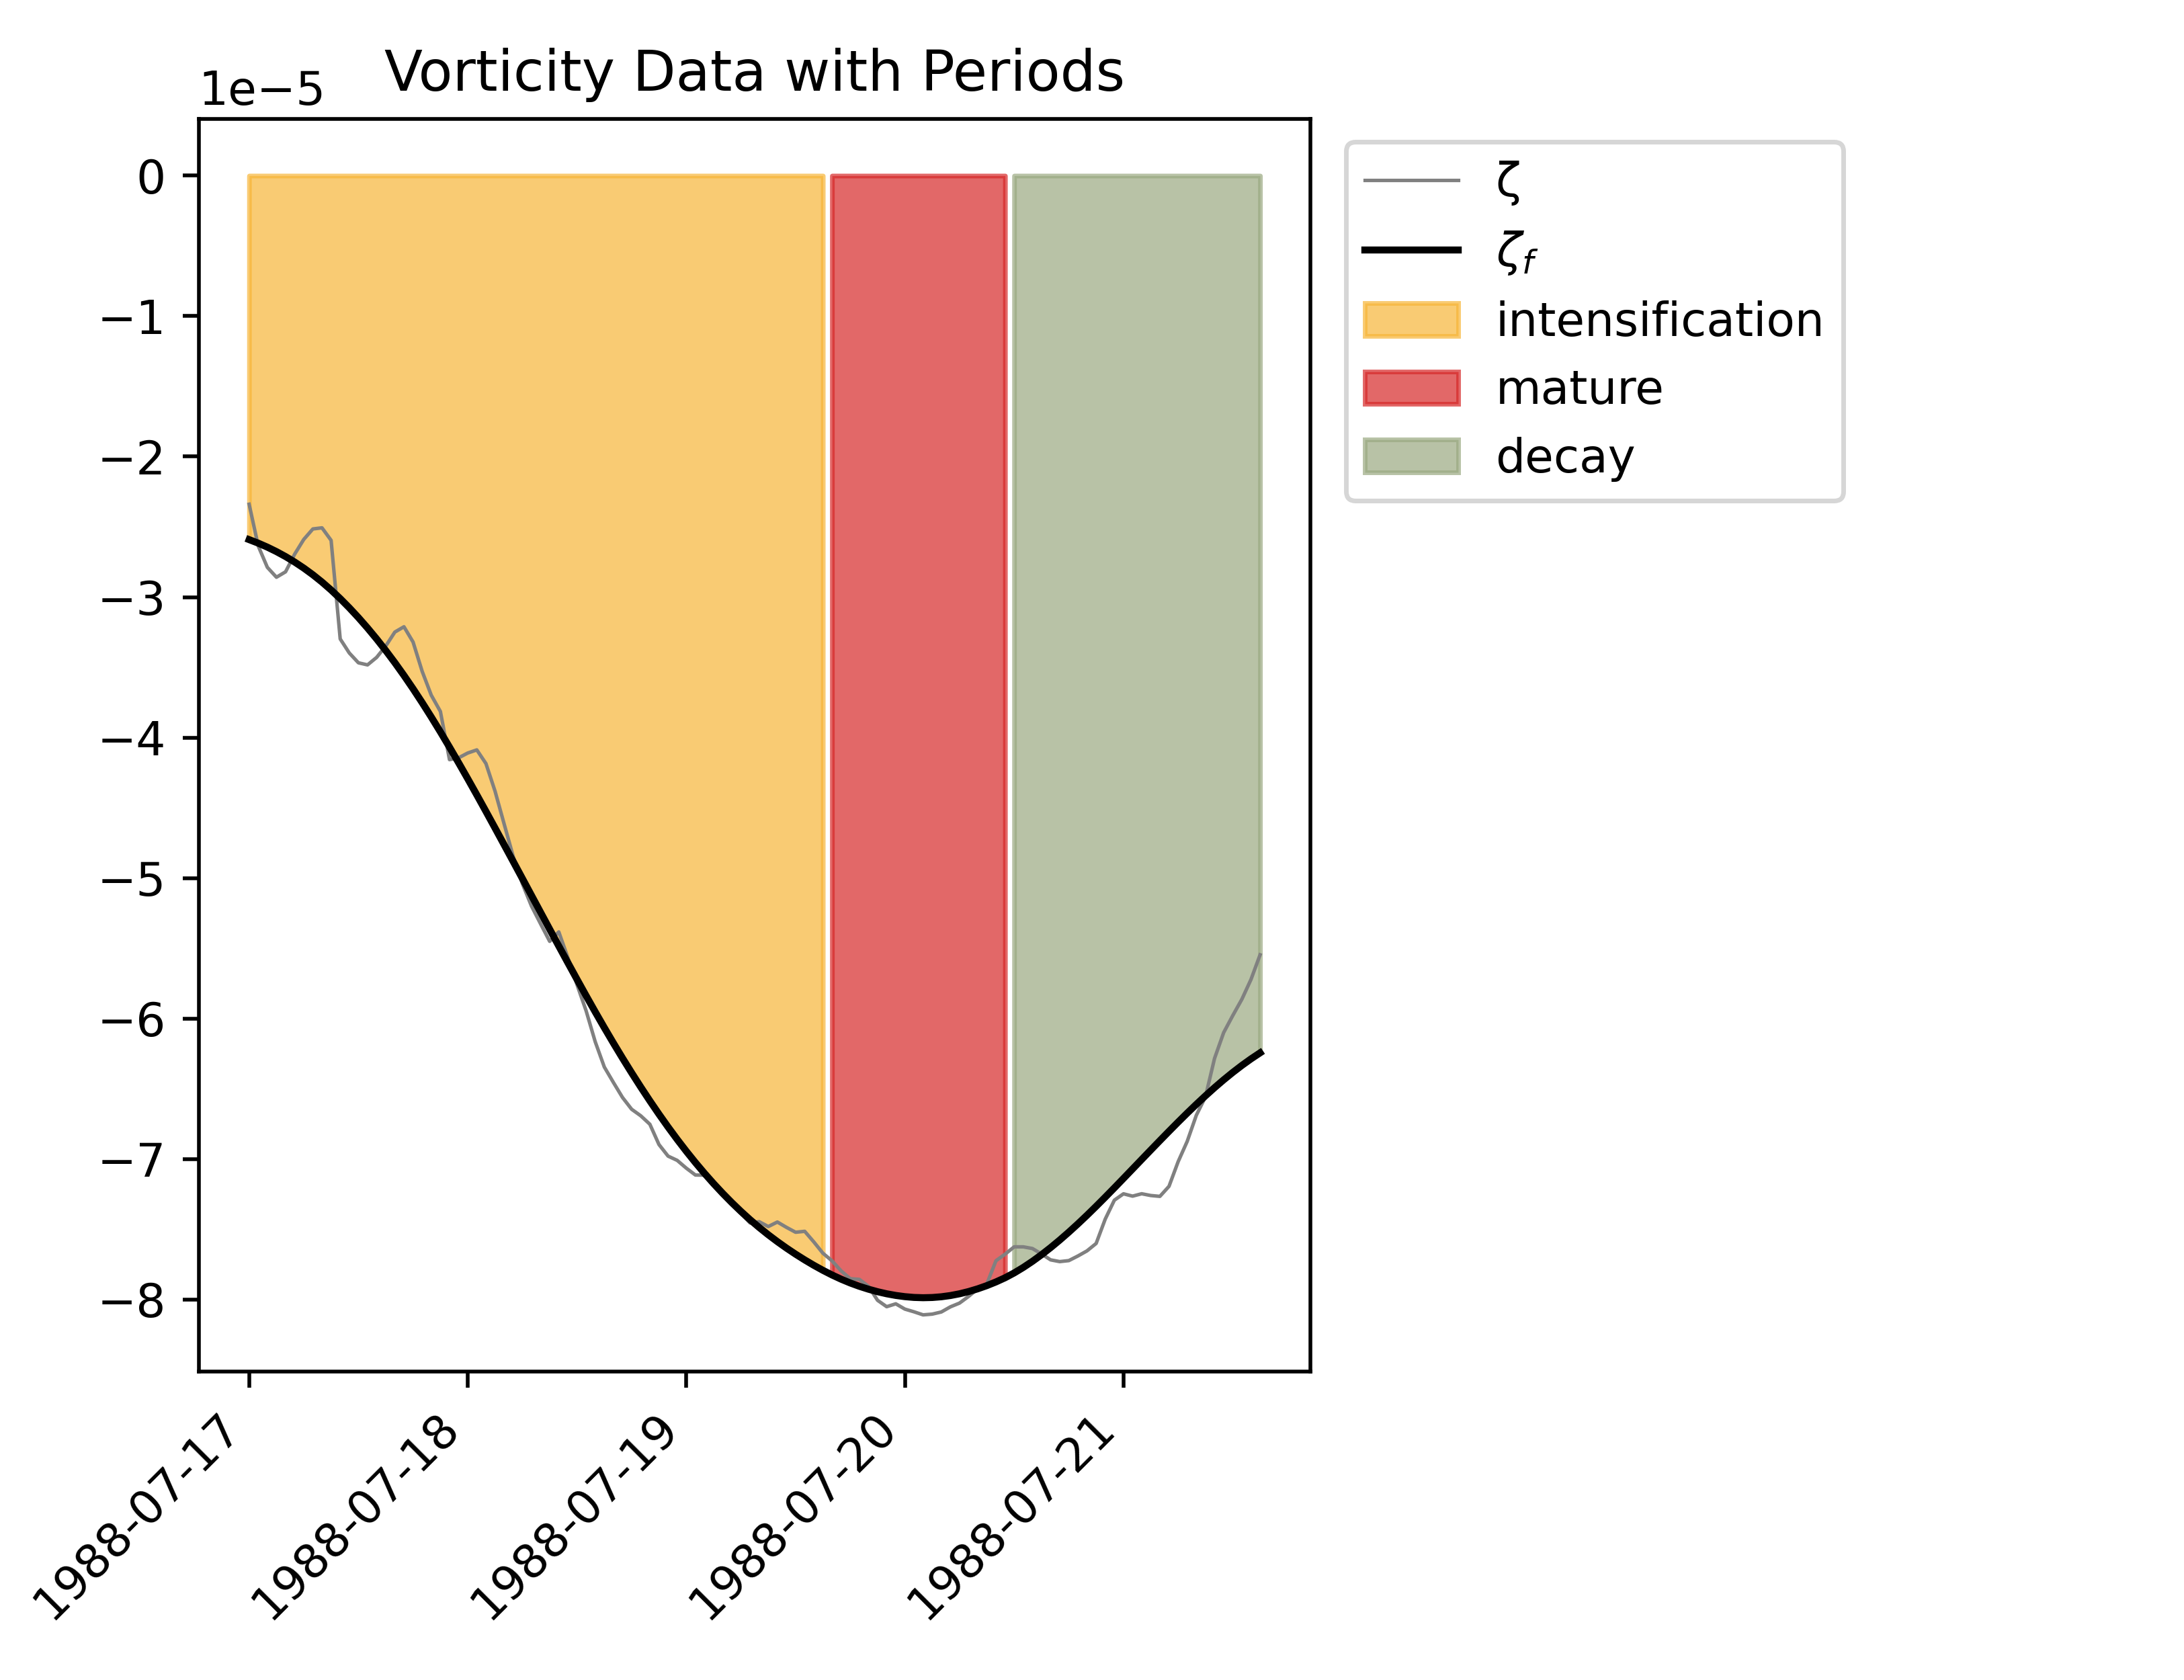 Vorticity Data with Periods
1e−5
0
−1
−2
−3
−4
−5
−6
−7
−8
1988-07-17
1988-07-18
1988-07-19
1988-07-20
1988-07-21
ζ
ζf
intensification
mature
decay